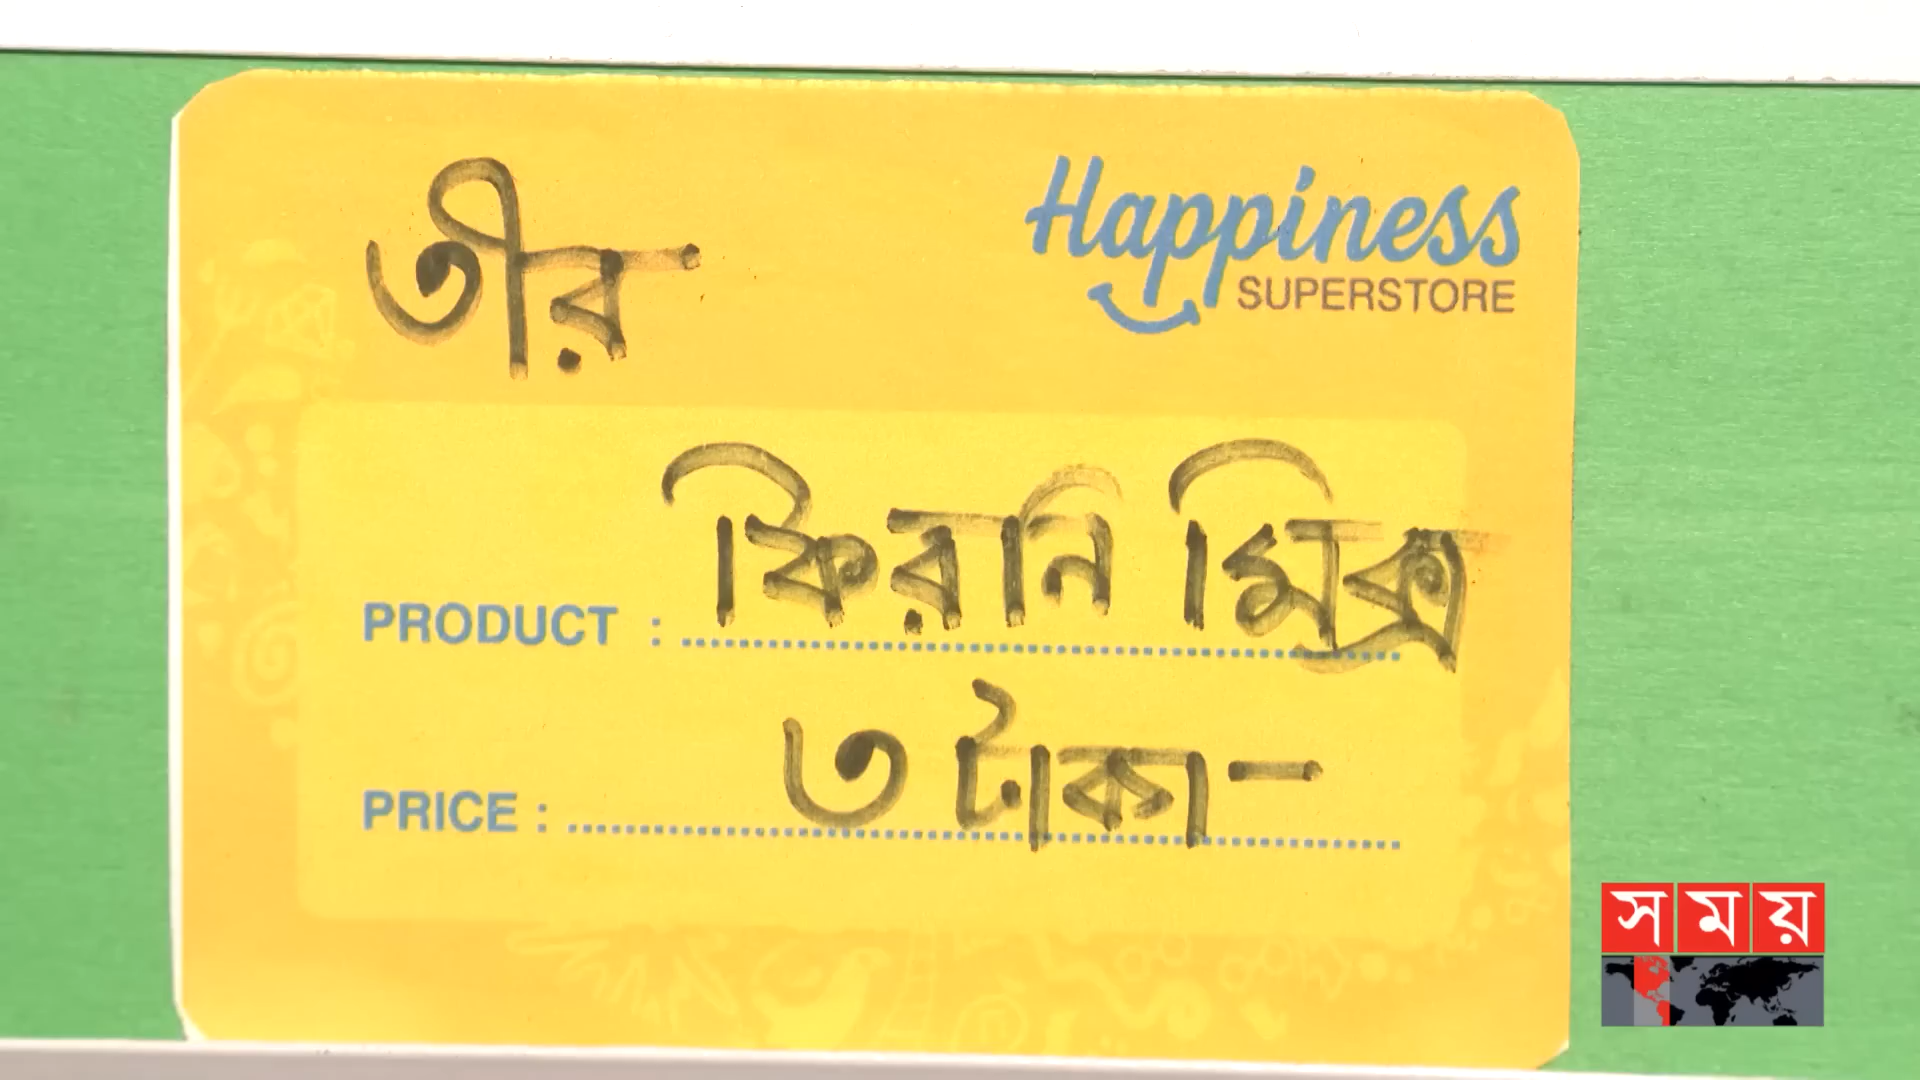 তীর
Happiness
SUPERSTORE
PRODUCT : ফিরনি মিক্স
PRICE : ৩ টাকা-
সময়